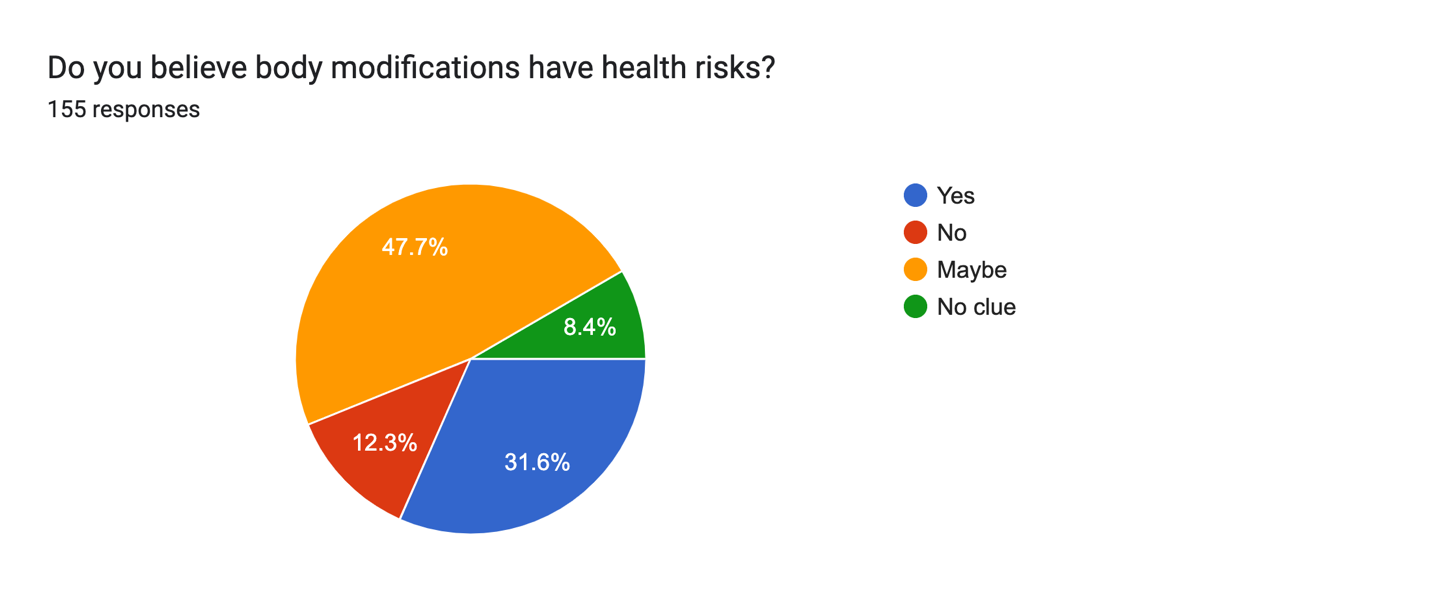 Do you believe body modifications have health risks?
155 responses
47.7%
8.4%
12.3%
31.6%
Yes
No
Maybe
No clue